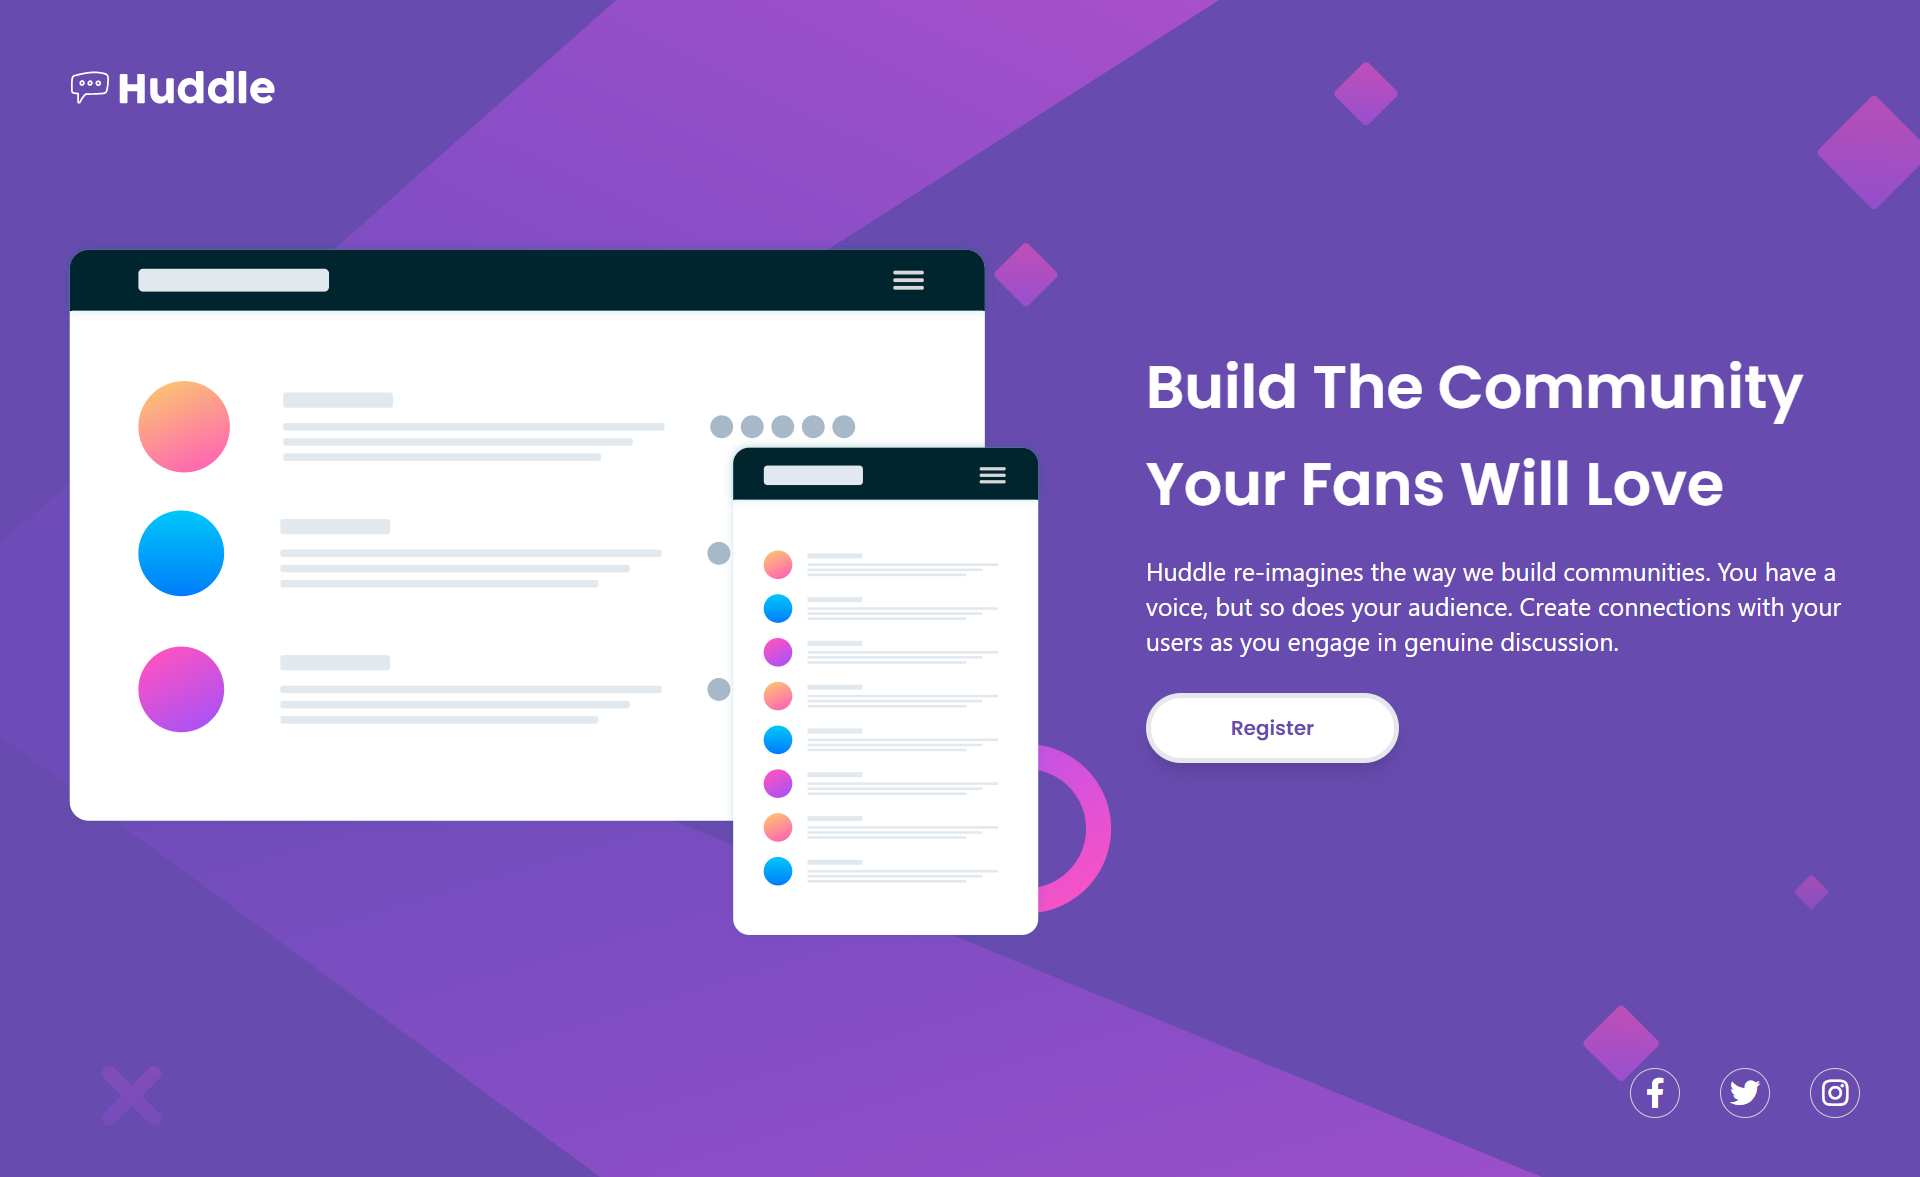 Huddle
Build The Community
Your Fans Will Love
Huddle re-imagines the way we build communities. You have a
voice, but so does your audience. Create connections with your
users as you engage in genuine discussion.
Register